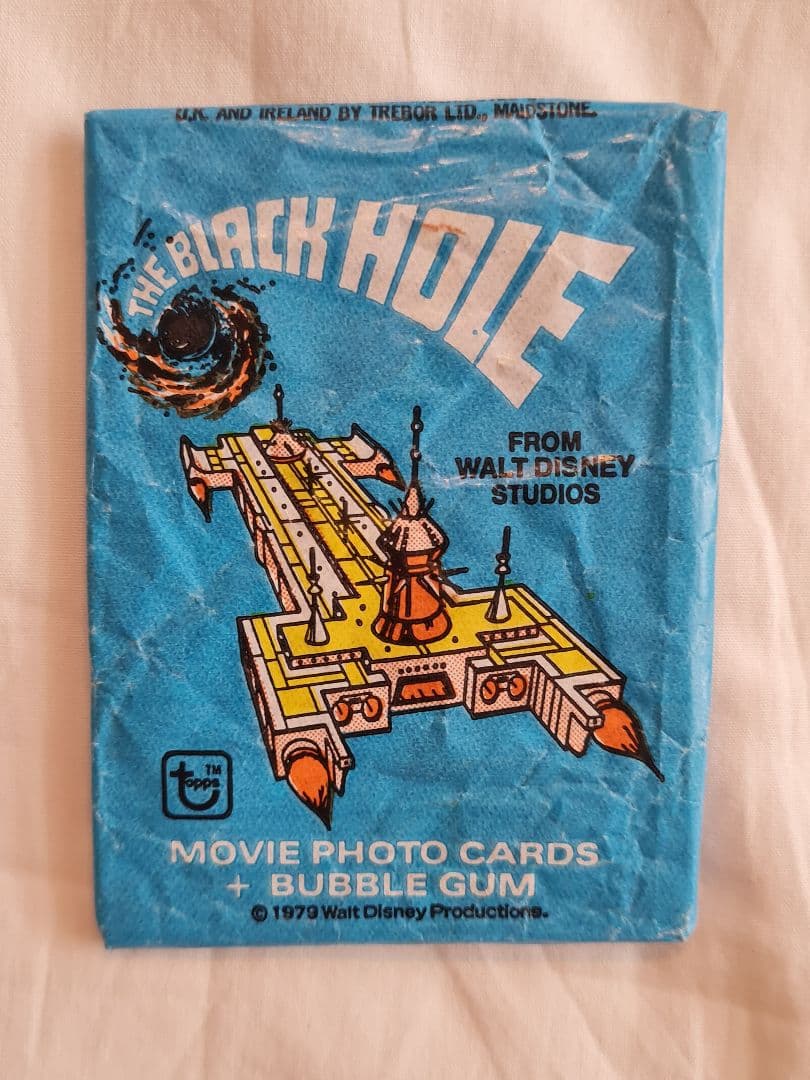 U.K. AND IRELAND BY TREBOR LTD., MAIDSTONE.
THE BLACK HOLE
FROM
WALT DISNEY
STUDIOS
topps TM
MOVIE PHOTO CARDS
+ BUBBLE GUM
© 1979 Walt Disney Productions.